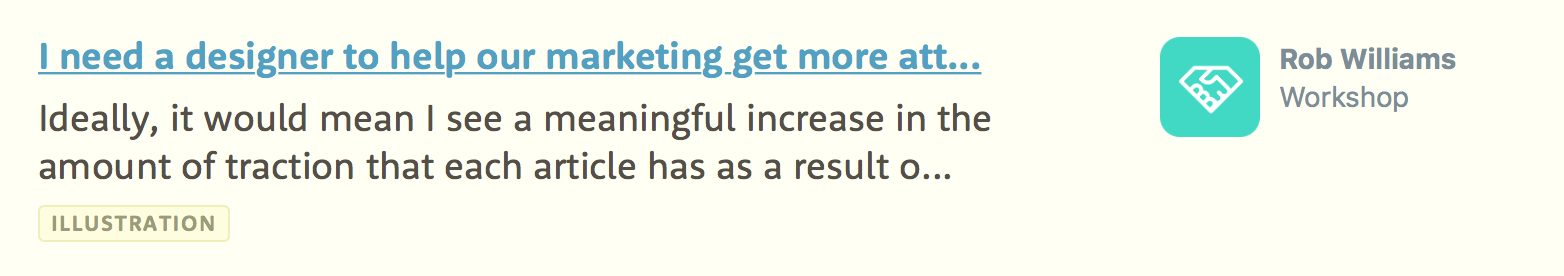 I need a designer to help our marketing get more att...
Ideally, it would mean I see a meaningful increase in the
amount of traction that each article has as a result o...
ILLUSTRATION
Rob Williams
Workshop